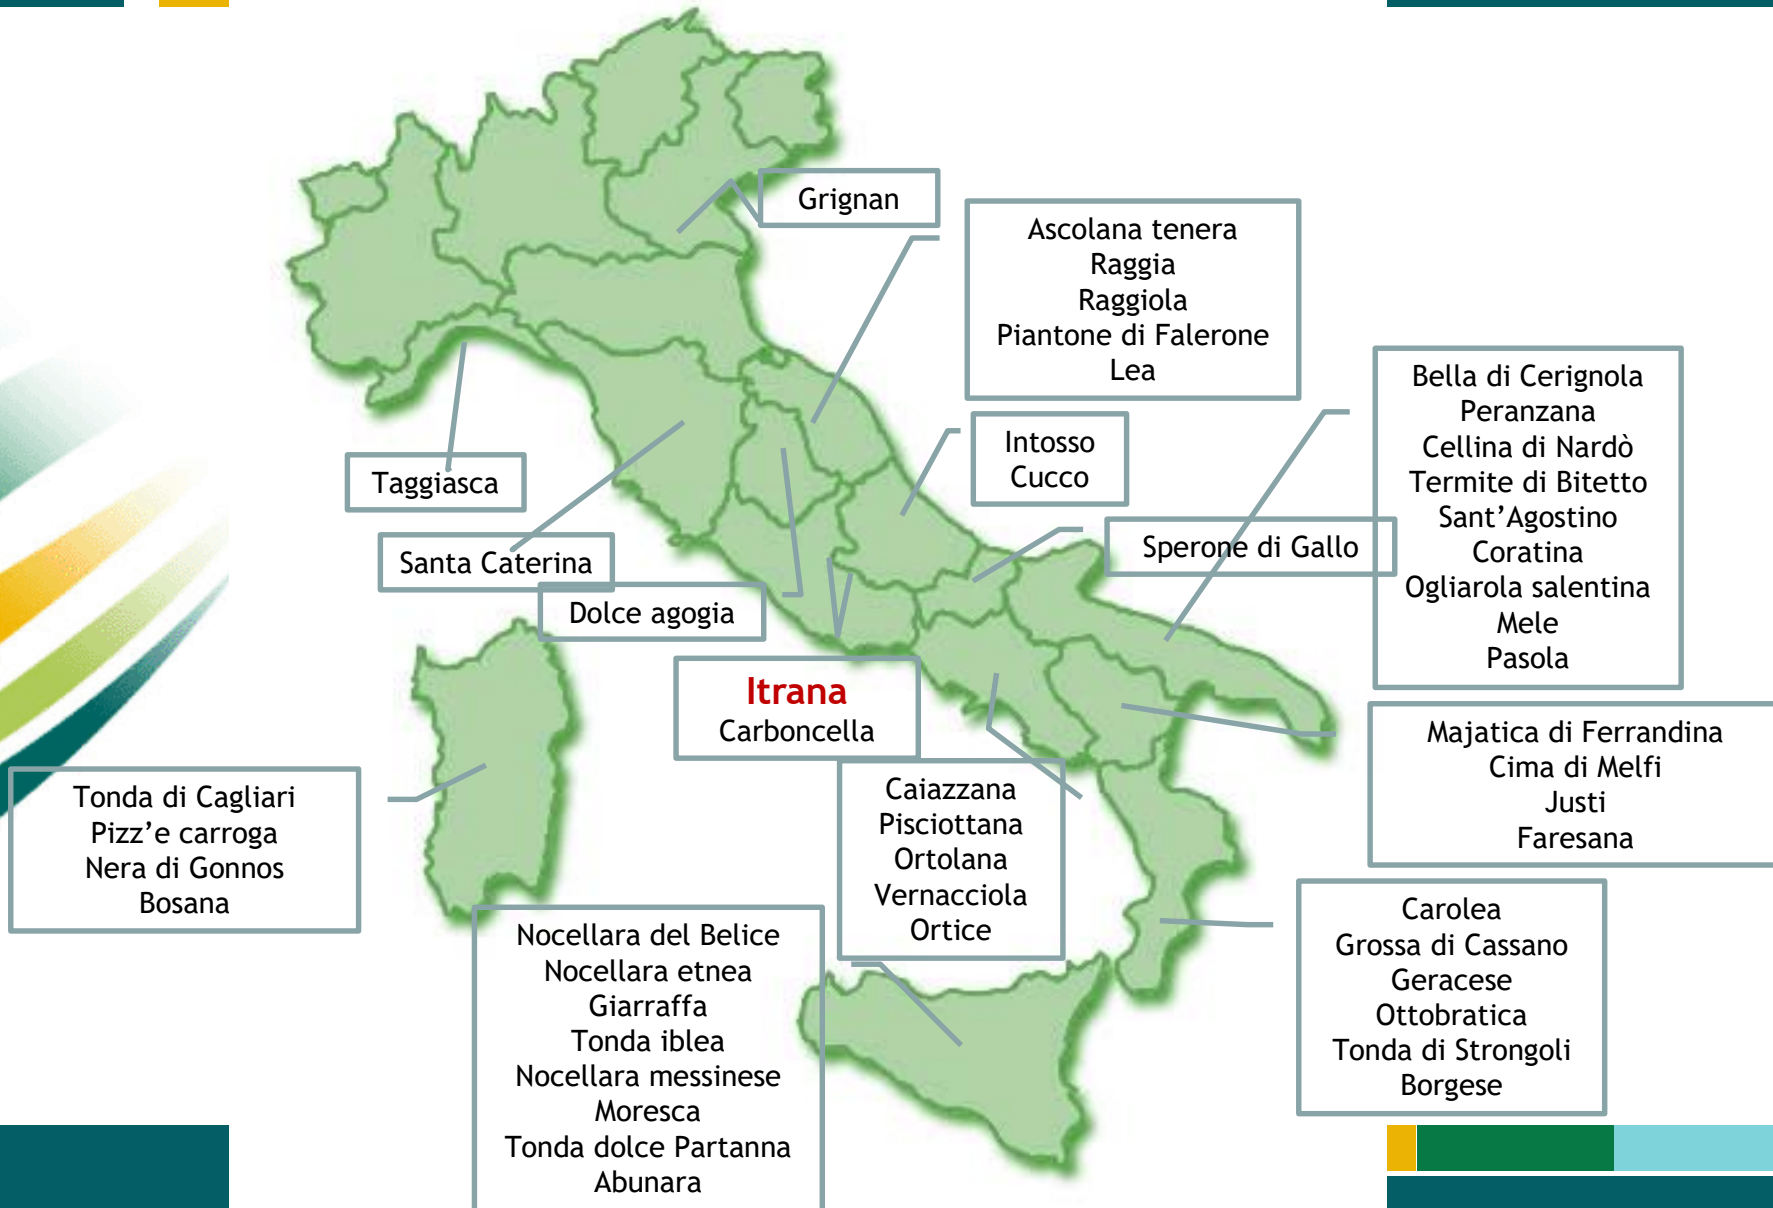 Grignan
Ascolana tenera
Raggia
Raggiola
Piantone di Falerone
Lea
Bella di Cerignola
Peranzana
Cellina di Nardò
Termite di Bitetto
Sant’Agostino
Coratina
Ogliarola salentina
Mele
Pasola
Intosso
Cucco
Taggiasca
Sperone di Gallo
Santa Caterina
Dolce agogia
Itrana
Carboncella
Majatica di Ferrandina
Cima di Melfi
Justi
Faresana
Tonda di Cagliari
Pizz’e carroga
Nera di Gonnos
Bosana
Caiazzana
Pisciottana
Ortolana
Vernacciola
Ortice
Carolea
Grossa di Cassano
Geracese
Ottobratica
Tonda di Strongoli
Borgese
Nocellara del Belice
Nocellara etnea
Giarraffa
Tonda iblea
Nocellara messinese
Moresca
Tonda dolce Partanna
Abunara